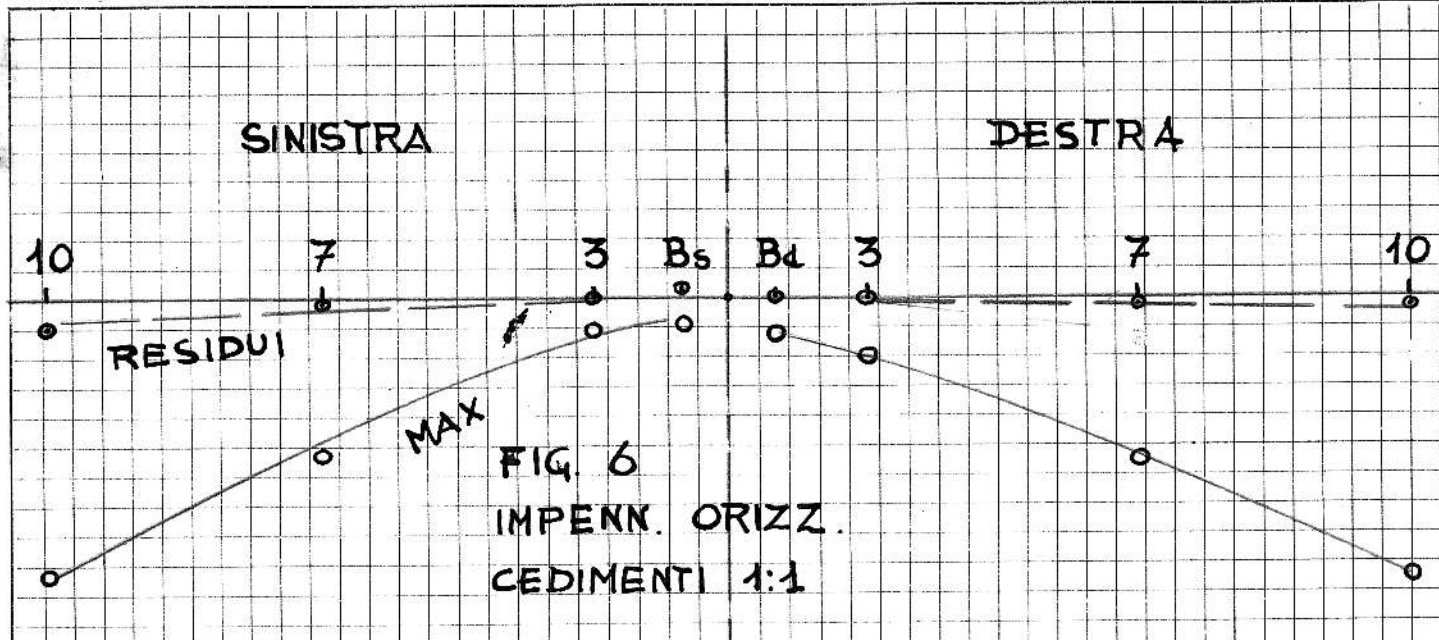 SINISTRA DESTRA
10 7 3 Bs Bd 3 7 10
RESIDUI
MAX
FIG. 6
IMPENN. ORIZZ.
CEDIMENTI 1:1